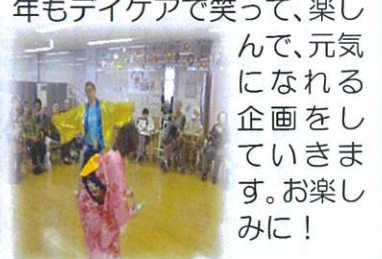 年もデイケアで笑って、楽し
んで、元気
になれる
企画をし
ていきま
す。お楽し
みに！